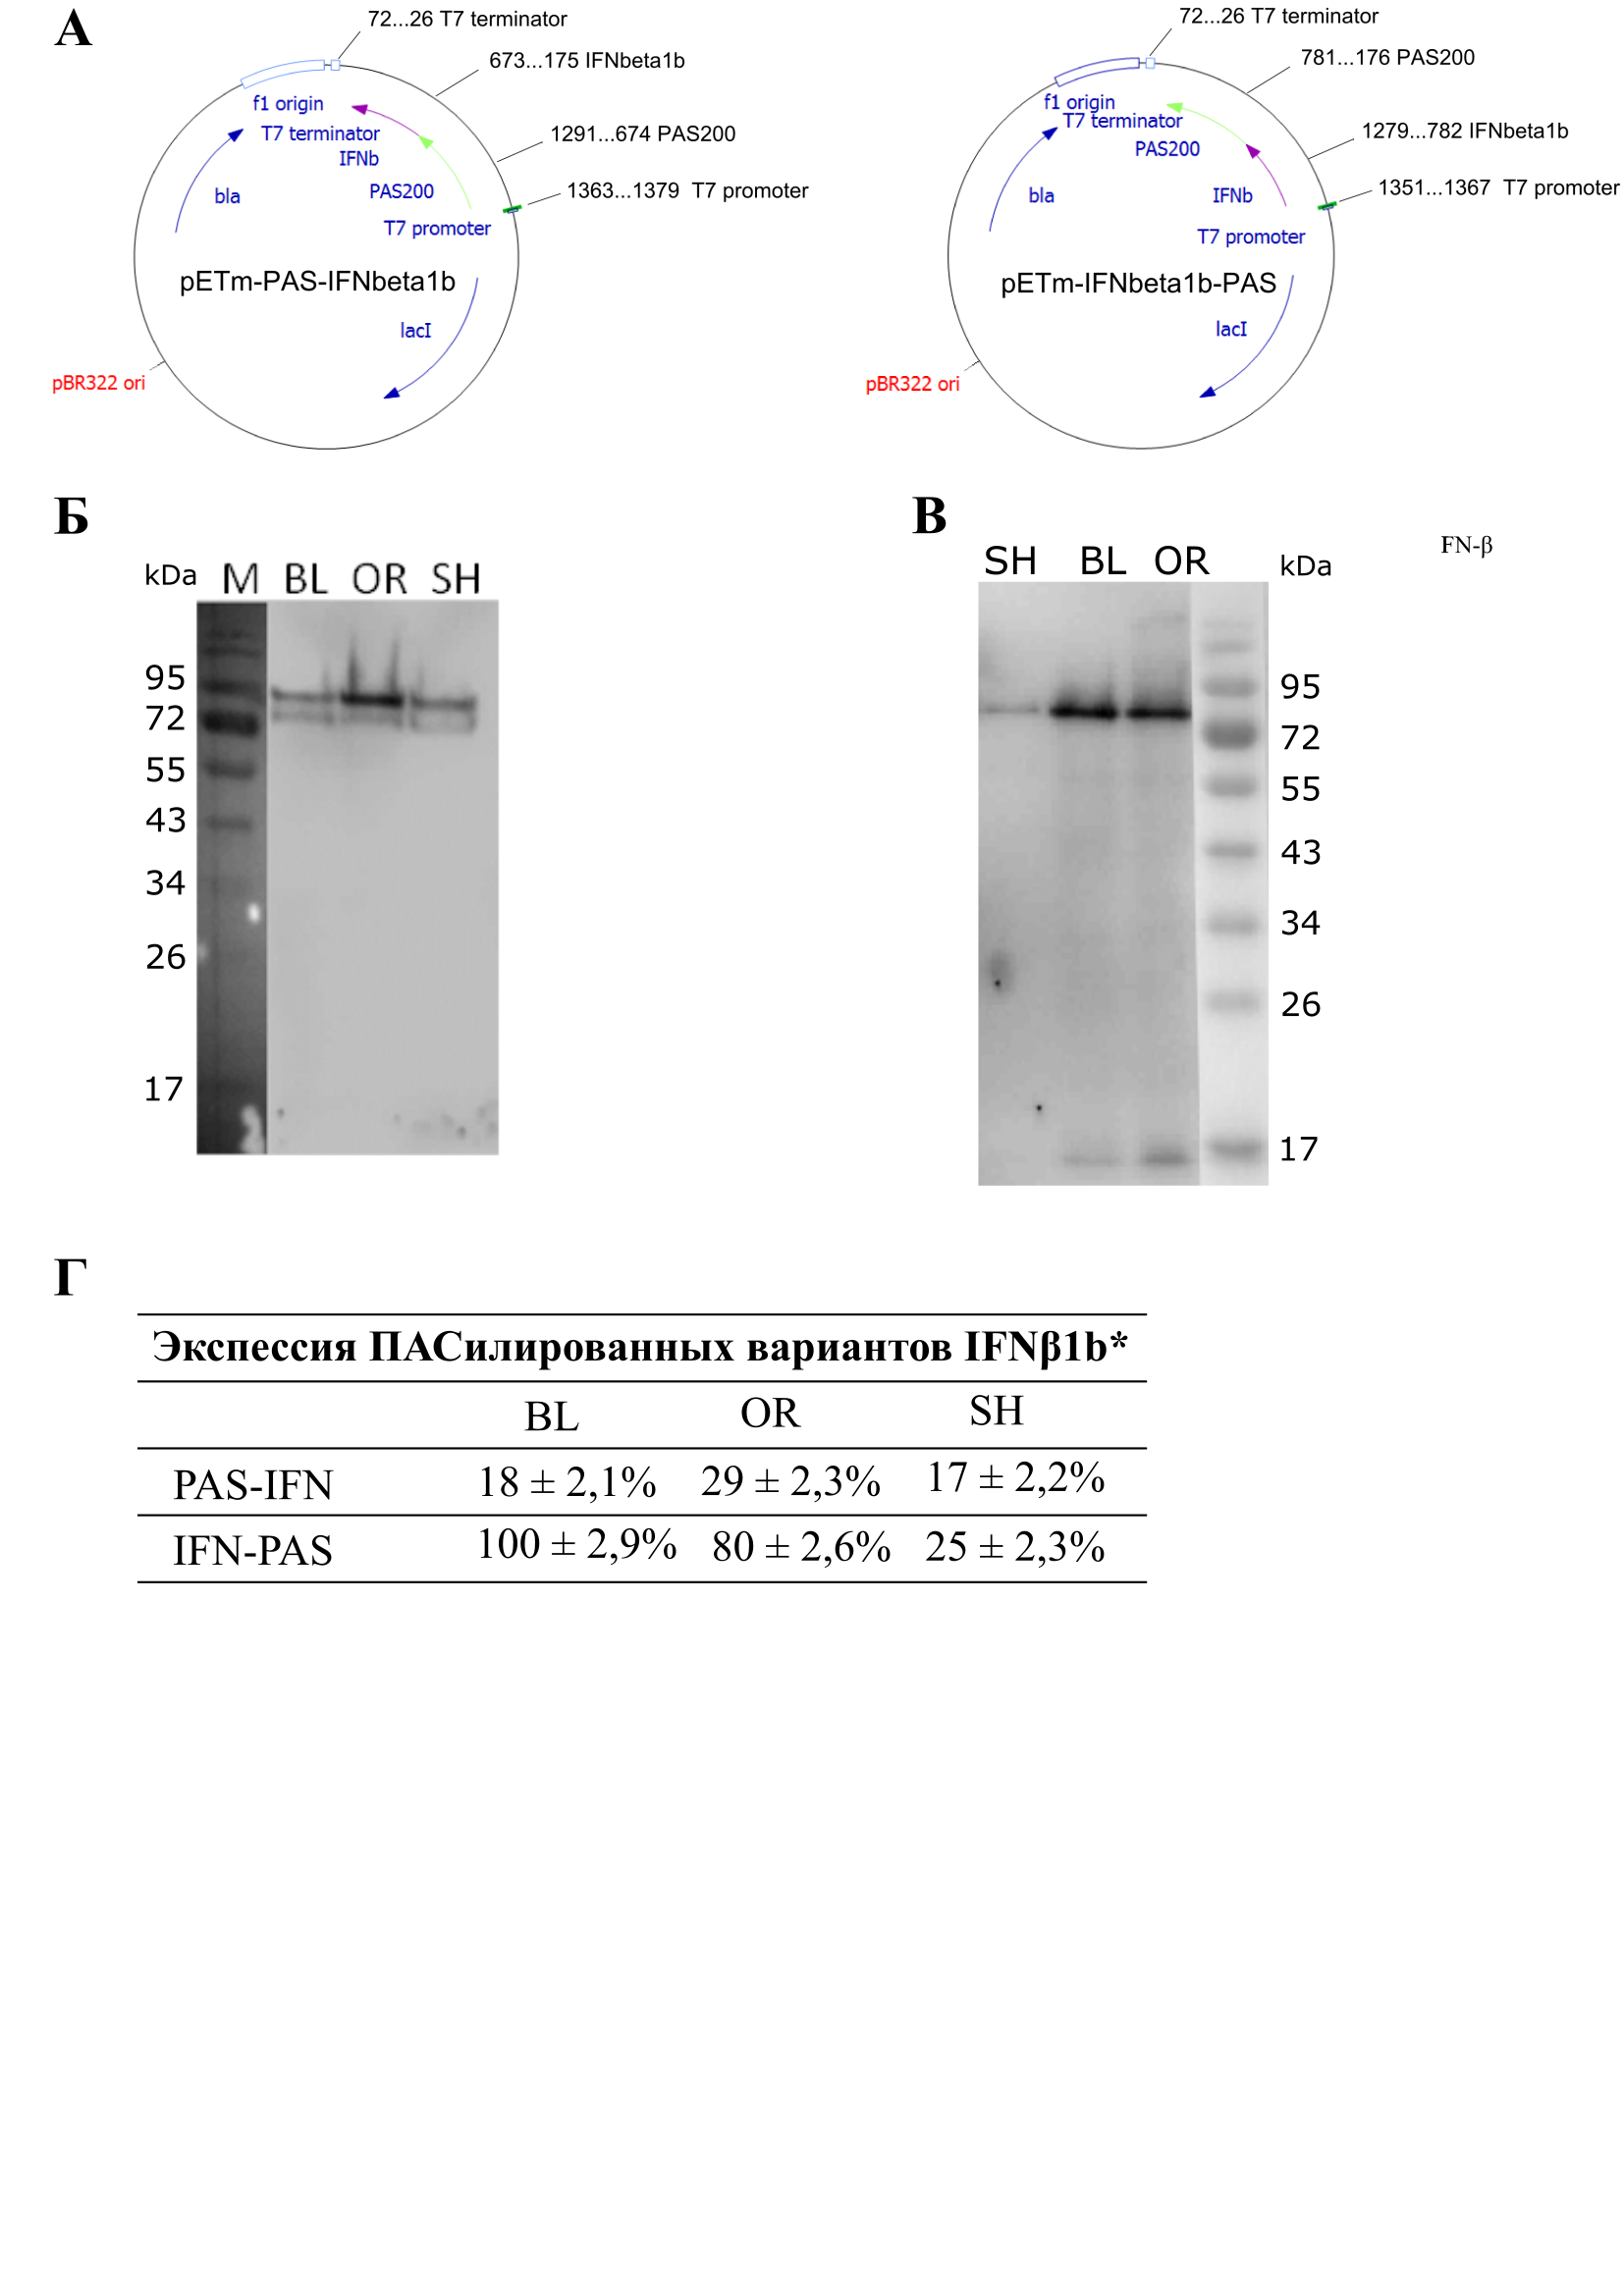 А
72...26 T7 terminator
673...175 IFNbeta1b
1291...674 PAS200
1363...1379 T7 promoter
f1 origin
T7 terminator
IFNb
PAS200
bla
T7 promoter
pETm-PAS-IFNbeta1b
lacI
pBR322 ori
72...26 T7 terminator
781...176 PAS200
1279...782 IFNbeta1b
1351...1367 T7 promoter
f1 origin
T7 terminator
PAS200
bla
IFNb
T7 promoter
pETm-IFNbeta1b-PAS
lacI
pBR322 ori
Б
kDa M BL OR SH
95
72
55
43
34
26
17
В
FN-β
SH BL OR kDa
95
72
55
43
34
26
17
Г
Экспессия ПАСилированных вариантов IFNβ1b*
BL OR SH
PAS-IFN 18 ± 2,1% 29 ± 2,3% 17 ± 2,2%
IFN-PAS 100 ± 2,9% 80 ± 2,6% 25 ± 2,3%